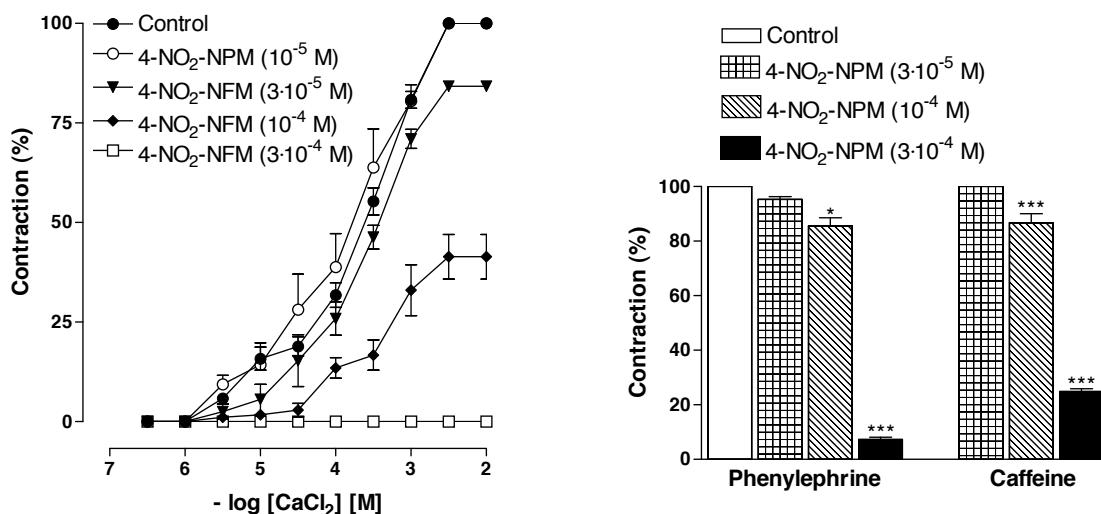 Control
4-NO2-NPM (10-5 M)
4-NO2-NFM (3·10-5 M)
4-NO2-NFM (10-4 M)
4-NO2-NFM (3·10-4 M)
100
75
50
25
0
Contraction (%)
7 6 5 4 3 2
- log [CaCl2] [M]
Control
4-NO2-NPM (3·10-5 M)
4-NO2-NPM (10-4 M)
4-NO2-NPM (3·10-4 M)
100
80
60
40
20
0
Contraction (%)
* *** *** ***
Phenylephrine Caffeine